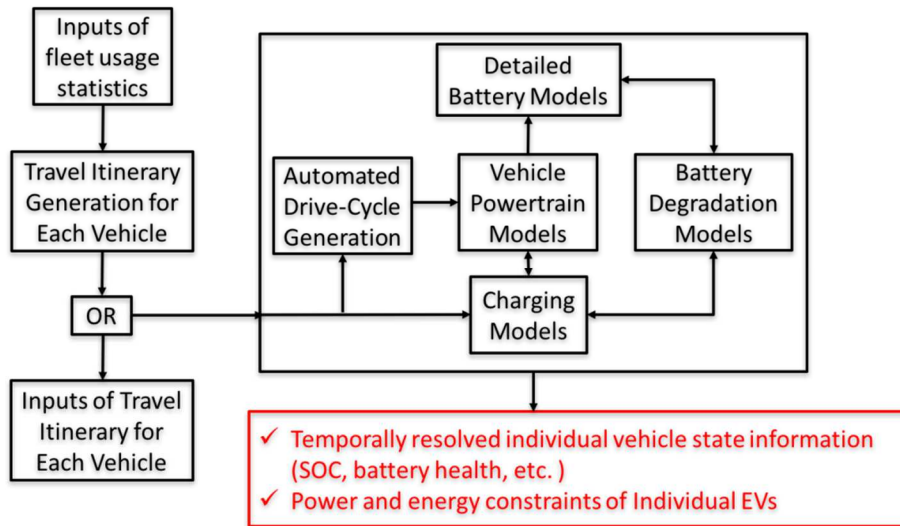 Inputs of
fleet usage
statistics
Travel Itinerary
Generation for
Each Vehicle
OR
Inputs of Travel
Itinerary for
Each Vehicle
Automated
Drive-Cycle
Generation
Detailed
Battery Models
Vehicle
Powertrain
Models
Battery
Degradation
Models
Charging
Models
✓ Temporally resolved individual vehicle state information
(SOC, battery health, etc. )
✓ Power and energy constraints of Individual EVs